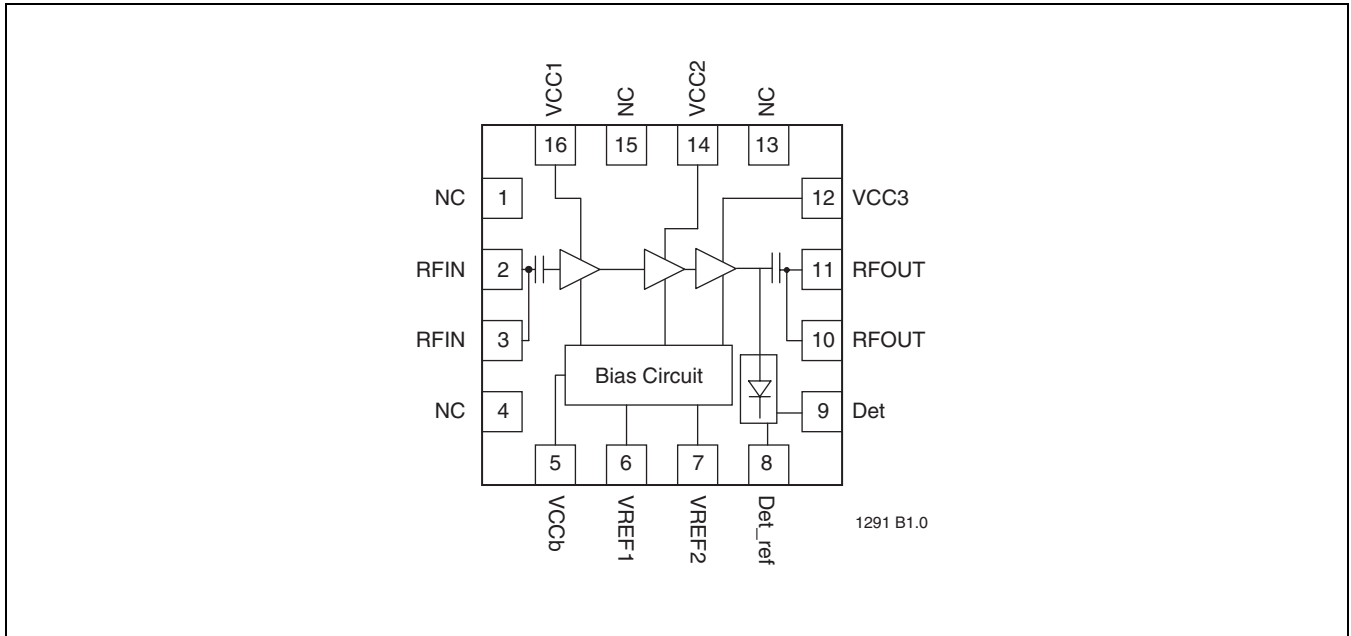 VCC1
NC
VCC2
NC
16
15
14
13
NC
1
12
VCC3
RFIN
2
11
RFOUT
RFIN
3
10
RFOUT
Bias Circuit
NC
4
9
Det
5
6
7
8
VCCb
VREF1
VREF2
Det_ref
1291 B1.0